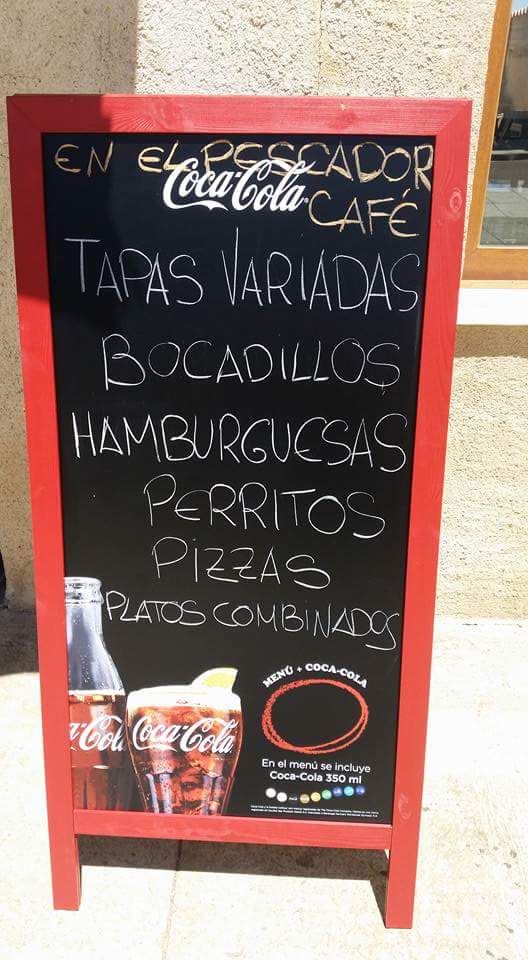 EN EL PESCADOR
Coca-Cola
CAFÉ
TAPAS VARIADAS
BOCADILLOS
HAMBURGUESAS
PERRITOS
PIZZAS
PLATOS COMBINADOS
MENÚ + COCA-COLA
Coca-Cola
Coca-Cola
En el menú se incluye
Coca-Cola 350 ml